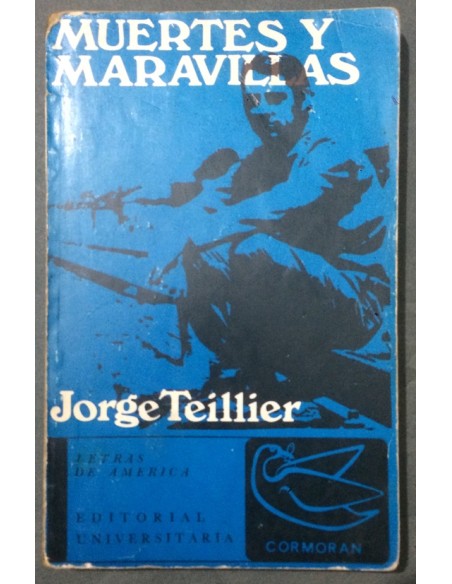 MUERTES Y
MARAVILLAS
Jorge Teillier
LETRAS
DE AMERICA
EDITORIAL
UNIVERSITARIA
CORMORAN